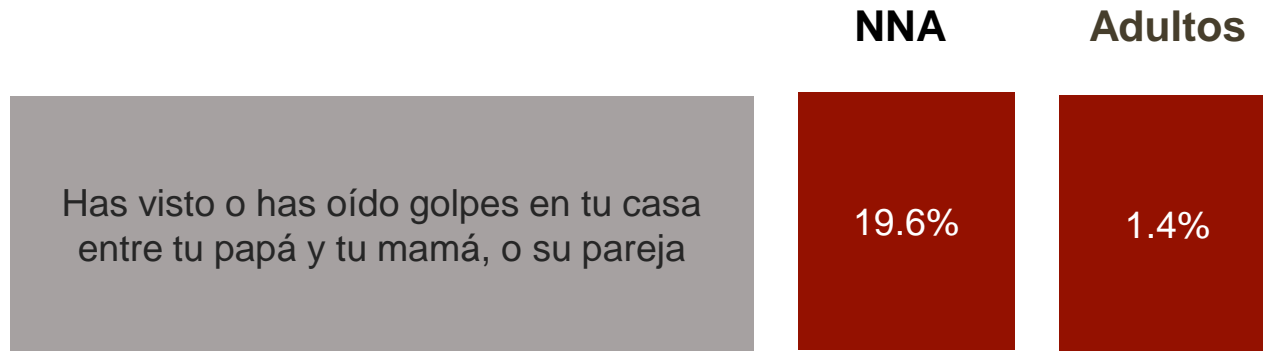 NNA Adultos
Has visto o has oído golpes en tu casa
entre tu papá y tu mamá, o su pareja
19.6%
1.4%